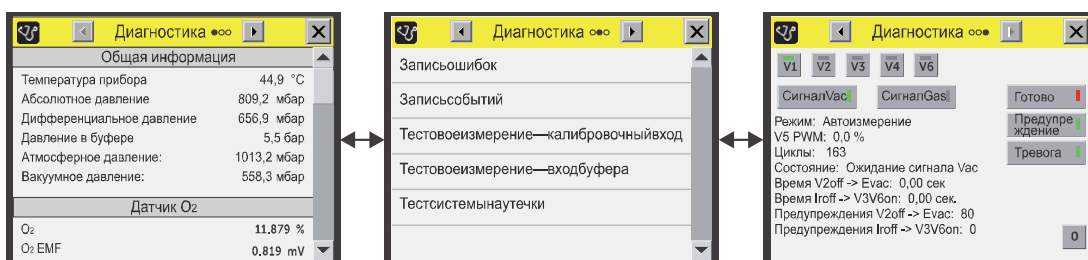 Диагностика
Общая информация
Температура прибора 44,9 °C
Абсолютное давление 809,2 мбар
Дифференциальное давление 656,9 мбар
Давление в буфере 5,5 бар
Атмосферное давление: 1013,2 мбар
Вакуумное давление: 558,3 мбар
Датчик O2
O2 11.879 %
O2 EMF 0.819 mV
Диагностика
Записьошибок
Записьсобытий
Тестовоеизмерение—калибровочныйвход
Тестовоеизмерение—входбуфера
Тестсистемынаутечки
Диагностика
V1 V2 V3 V4 V6
СигналVac СигналGas Готово
Предупре
ждение
Тревога
Режим: Автоизмерение
V5 PWM: 0,0 %
Циклы: 163
Состояние: Ожидание сигнала Vac
Время V2off -> Evac: 0,00 сек
Время Iroff -> V3V6on: 0,00 сек.
Предупреждения V2off -> Evac: 80
Предупреждения Iroff -> V3V6on: 0
0